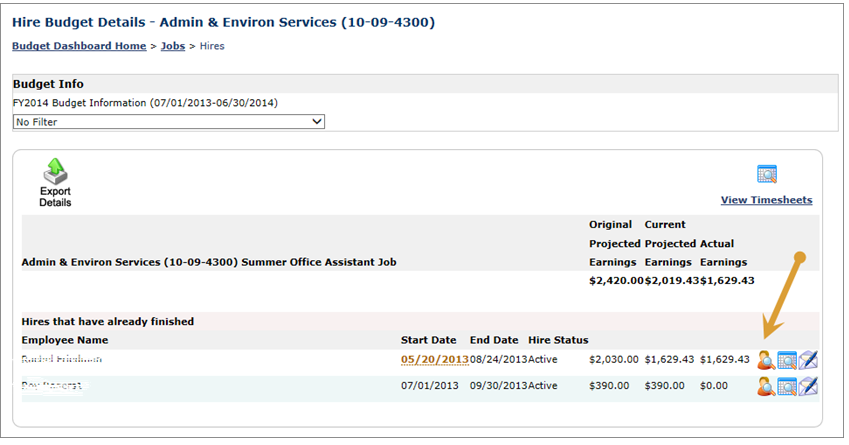 Hire Budget Details - Admin & Environ Services (10-09-4300)
Budget Dashboard Home > Jobs > Hires
Budget Info
FY2014 Budget Information (07/01/2013-06/30/2014)
No Filter
Export
Details
View Timesheets
Original Current
Projected Projected Actual
Admin & Environ Services (10-09-4300) Summer Office Assistant Job Earnings Earnings Earnings
$2,420.00 $2,019.43 $1,629.43
Hires that have already finished
Employee Name Start Date End Date Hire Status
05/20/2013 08/24/2013 Active $2,030.00 $1,629.43 $1,629.43
07/01/2013 09/30/2013 Active $390.00 $390.00 $0.00